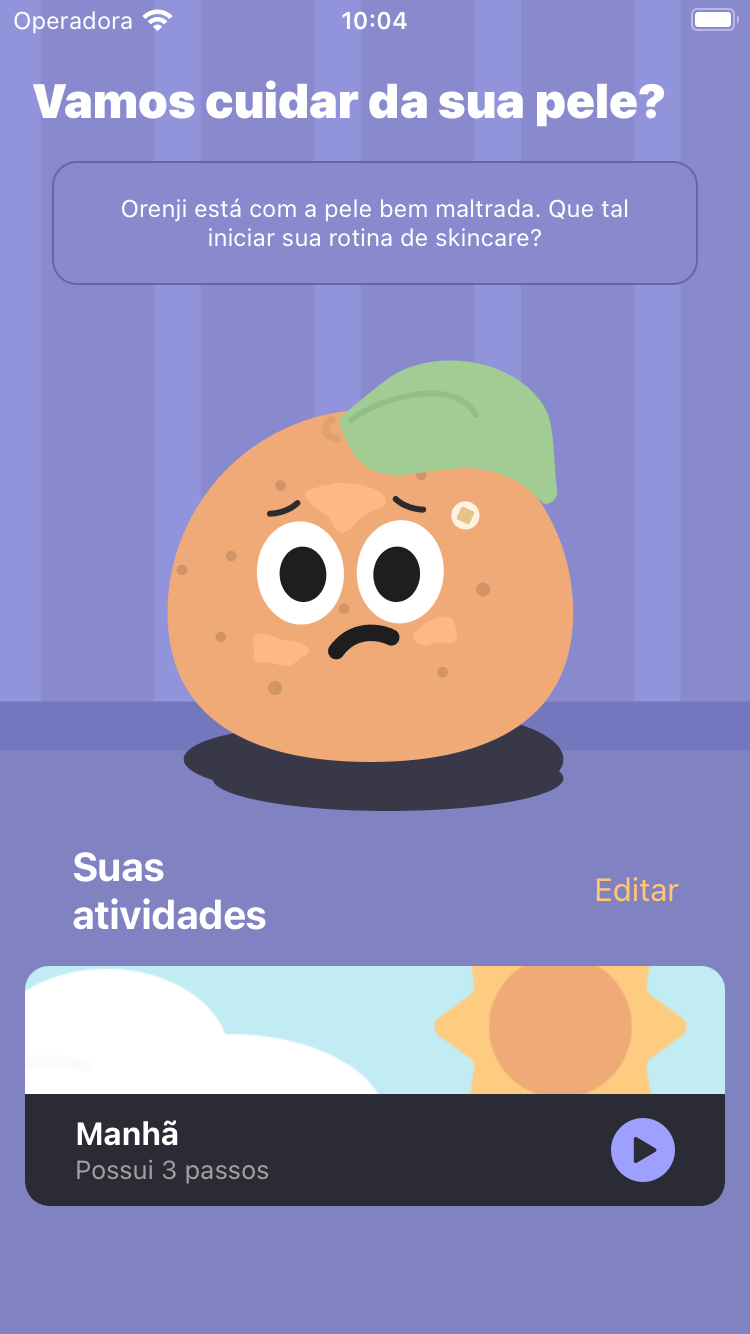 Operadora 10:04
Vamos cuidar da sua pele?
Orenji está com a pele bem maltrada. Que tal
iniciar sua rotina de skincare?
Suas
atividades
Editar
Manhã
Possui 3 passos